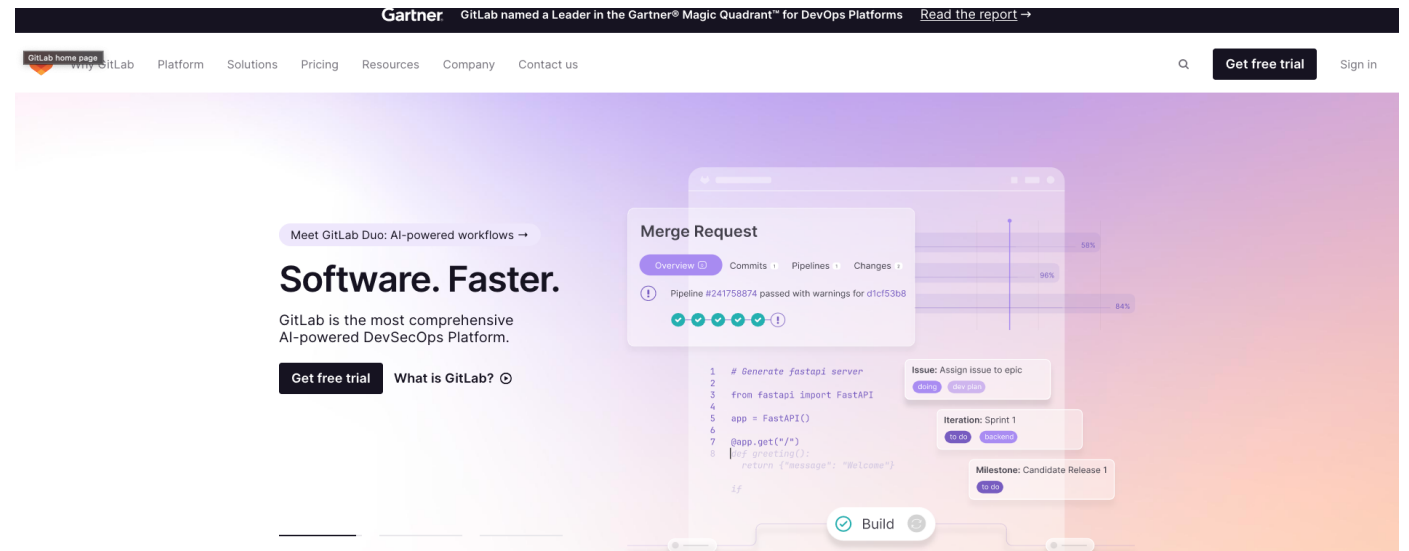 Gartner. GitLab named a Leader in the Gartner® Magic Quadrant™ for DevOps Platforms Read the report →
GitLab home page
Why GitLab Platform Solutions Pricing Resources Company Contact us Get free trial Sign in
Meet GitLab Duo: AI-powered workflows →
Software. Faster.
GitLab is the most comprehensive
AI-powered DevSecOps Platform.
Get free trial What is GitLab?
Merge Request
Overview Commits Pipelines Changes
Pipeline #241758874 passed with warnings for d1cf53b8
58%
96%
84%
1 # Generate fastapi server
2
3 from fastapi import FastAPI
4
5 app = FastAPI()
6
7 @app.get("/")
8 def greeting():
return {"message": "Welcome"}
if
Issue: Assign issue to epic
doing dev plan
Iteration: Sprint 1
to do backend
Milestone: Candidate Release 1
to do
Build